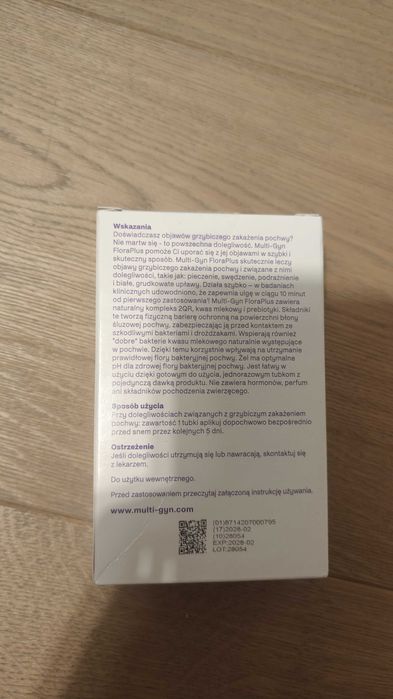 Wskazania
Doświadczasz objawów grzybiczego zakażenia pochwy?
Nie martw się - to powszechna dolegliwość. Multi-Gyn
FloraPlus pomoże Ci uporać się z jej objawami w szybki i
skuteczny sposób. Multi-Gyn FloraPlus skutecznie leczy
objawy grzybiczego zakażenia pochwy i związane z nimi
dolegliwości, takie jak: pieczenie, swędzenie, podrażnienie
i białe, grudkowate upławy. Działa szybko – w badaniach
klinicznych udowodniono, że zapewnia ulgę w ciągu 10 minut
od pierwszego zastosowania! Multi-Gyn FloraPlus zawiera
naturalny kompleks 2QR, kwas mlekowy i prebiotyki. Składniki
te tworzą fizyczną barierę ochronną na powierzchni błony
śluzowej pochwy, zabezpieczając ją przed kontaktem ze
szkodliwymi bakteriami i drożdżakami. Wspierają również
"dobre" bakterie kwasu mlekowego naturalnie występujące
w pochwie. Dzięki temu korzystnie wpływają na utrzymanie
prawidłowej flory bakteryjnej pochwy. Żel ma optymalne
pH dla zdrowej flory bakteryjnej pochwy. Jest łatwy w
użyciu dzięki gotowym do użycia, jednorazowym tubkom z
pojedynczą dawką produktu. Nie zawiera hormonów, perfum
ani składników pochodzenia zwierzęcego.
Sposób użycia
Przy dolegliwościach związanych z grzybiczym zakażeniem
pochwy: zawartość 1 tubki aplikuj dopochwowo bezpośrednio
przed snem przez kolejnych 5 dni.
Ostrzeżenie
Jeśli dolegliwości utrzymują się lub nawracają, skontaktuj się
z lekarzem.
Do użytku wewnętrznego.
Przed zastosowaniem przeczytaj załączoną instrukcję używania.
www.multi-gyn.com
(01)8714207000795
(17)2028-02
(10)28054
EXP:2028-02
LOT:28054